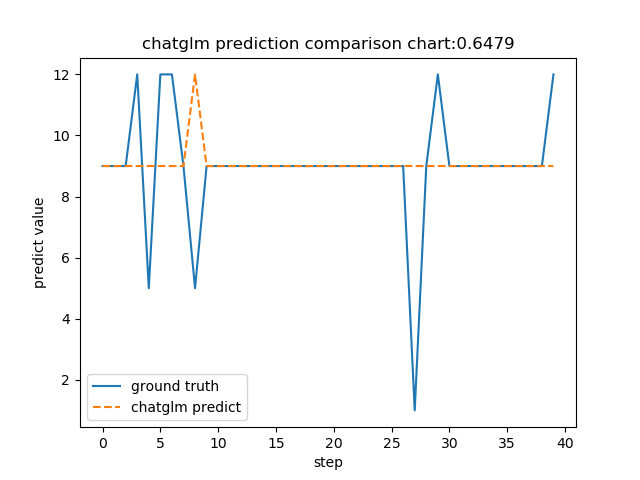 chatglm prediction comparison chart:0.6479
predict value
12
10
8
6
4
2
ground truth
chatglm predict
0 5 10 15 20 25 30 35 40
step